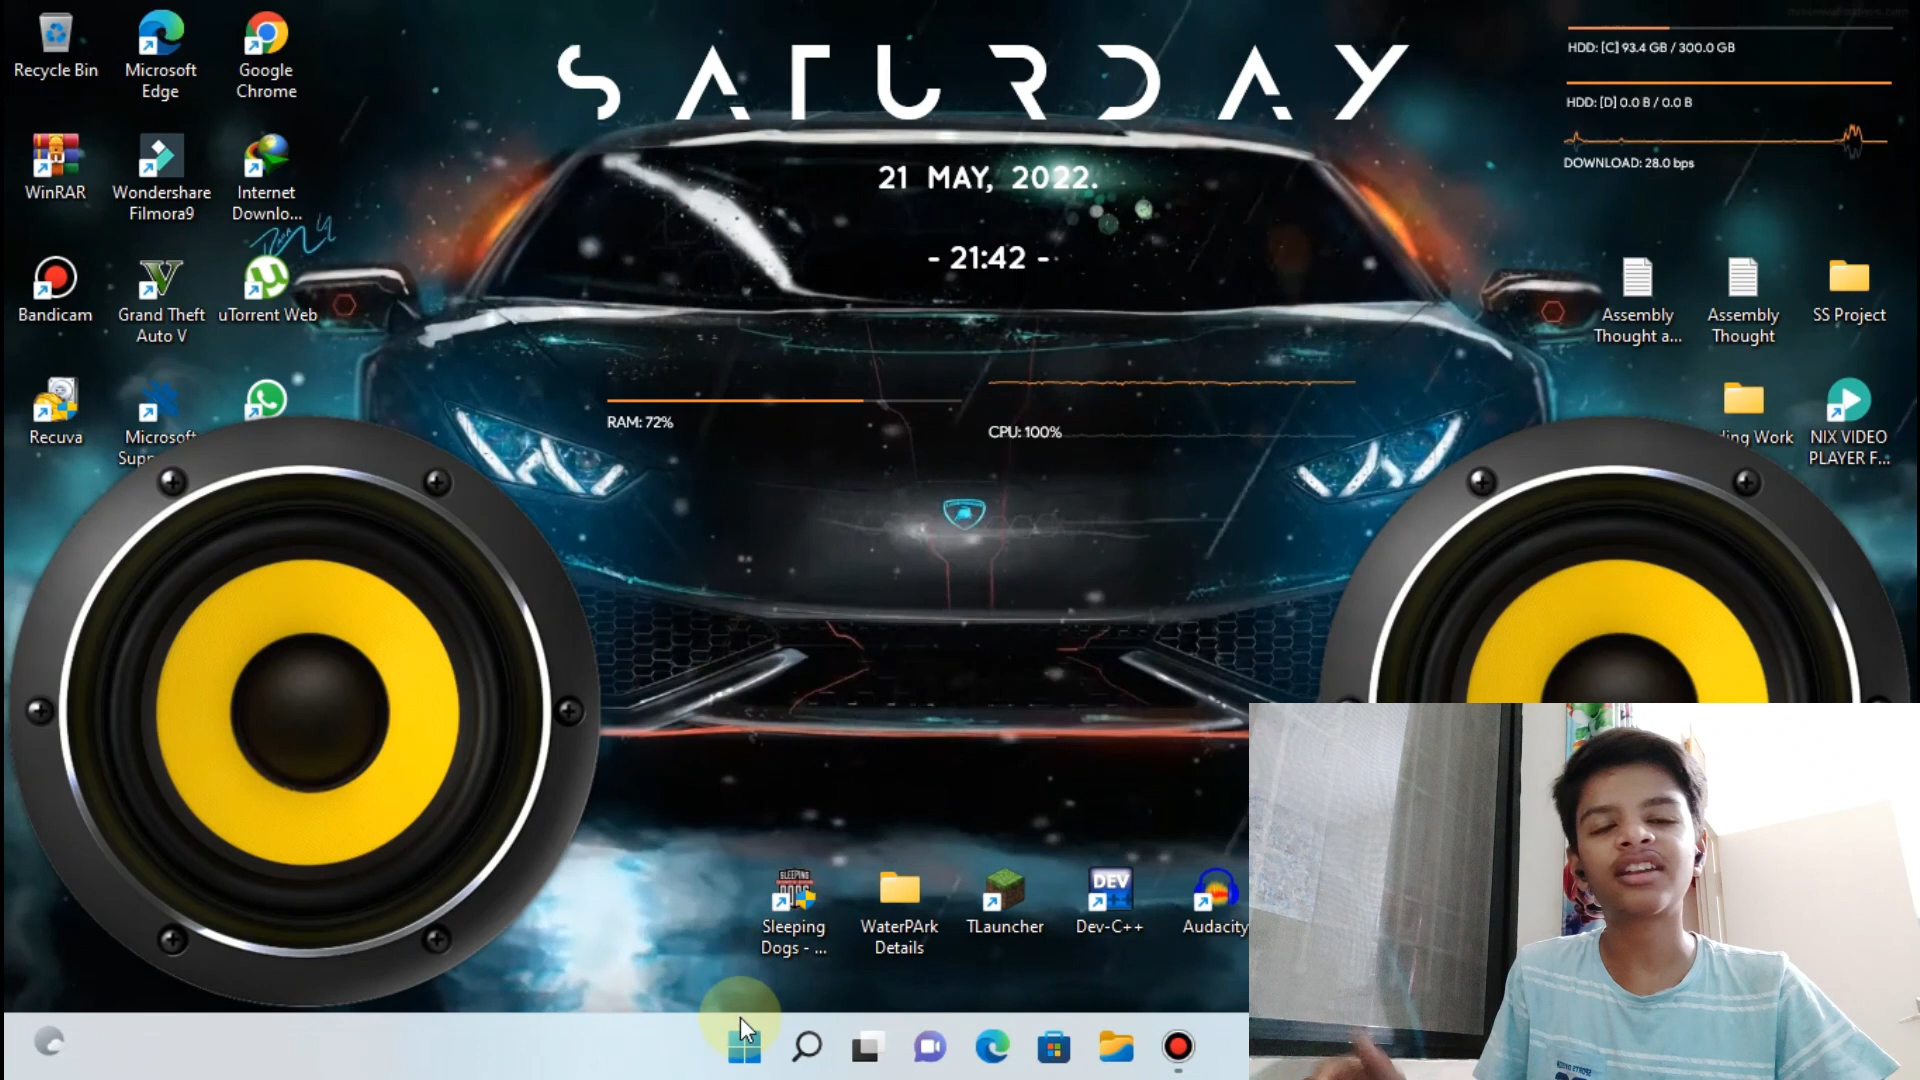 Recycle Bin
Microsoft
Edge
Google
Chrome
SATURDAY
HDD: [C] 93.4 GB / 300.0 GB
HDD: [D] 0.0 B / 0.0 B
DOWNLOAD: 28.0 bps
21 MAY, 2022.
- 21:42 -
WinRAR
Wondershare
Filmora9
Internet
Downlo...
Bandicam
Grand Theft
Auto V
uTorrent Web
Assembly
Thought a...
Assembly
Thought
SS Project
RAM: 72%
CPU: 100%
Recuva
Microsoft
Supp
ing Work
NIX VIDEO
PLAYER F...
SLEEPING
DOGS
DEV
Sleeping
Dogs - ...
WaterPArk
Details
TLauncher
Dev-C++
Audacity